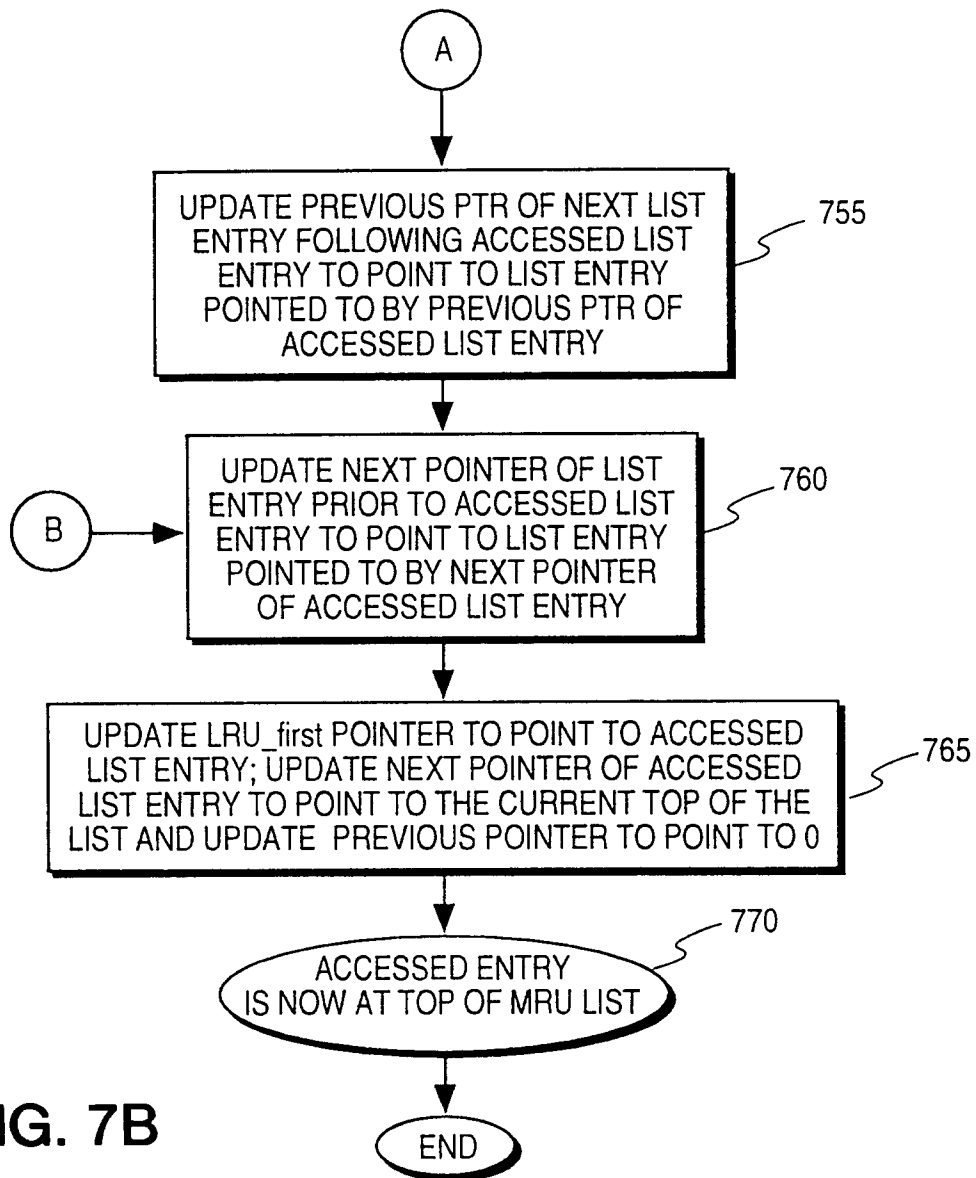 A
UPDATE PREVIOUS PTR OF NEXT LIST
ENTRY FOLLOWING ACCESSED LIST
ENTRY TO POINT TO LIST ENTRY
POINTED TO BY PREVIOUS PTR OF
ACCESSED LIST ENTRY
755
UPDATE NEXT POINTER OF LIST
ENTRY PRIOR TO ACCESSED LIST
ENTRY TO POINT TO LIST ENTRY
POINTED TO BY NEXT POINTER
OF ACCESSED LIST ENTRY
760
B
UPDATE LRU_first POINTER TO POINT TO ACCESSED
LIST ENTRY; UPDATE NEXT POINTER OF ACCESSED
LIST ENTRY TO POINT TO THE CURRENT TOP OF THE
LIST AND UPDATE PREVIOUS POINTER TO POINT TO 0
765
ACCESSED ENTRY
IS NOW AT TOP OF MRU LIST
770
END
IG. 7B